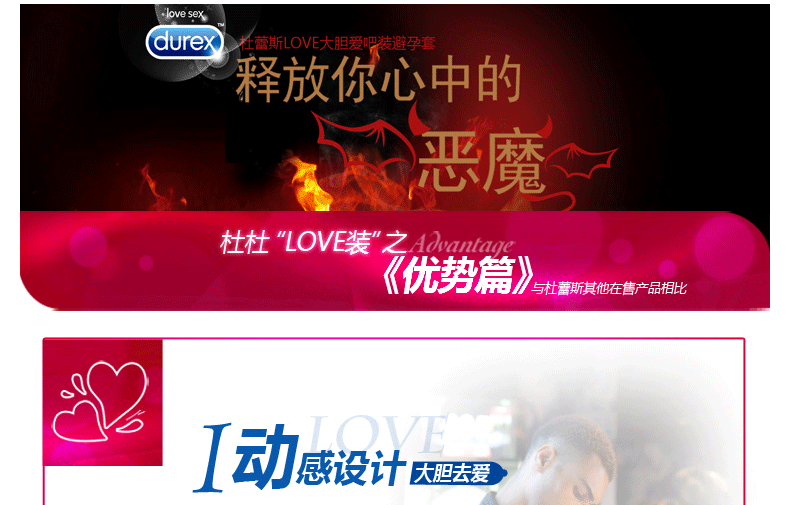 love sex
durex™
杜蕾斯LOVE大胆爱吧装避孕套
释放你心中的
恶魔
杜杜“LOVE装”之
Advantage
《优势篇》
与杜蕾斯其他在售产品相比
LOVE
I动感设计 大胆去爱